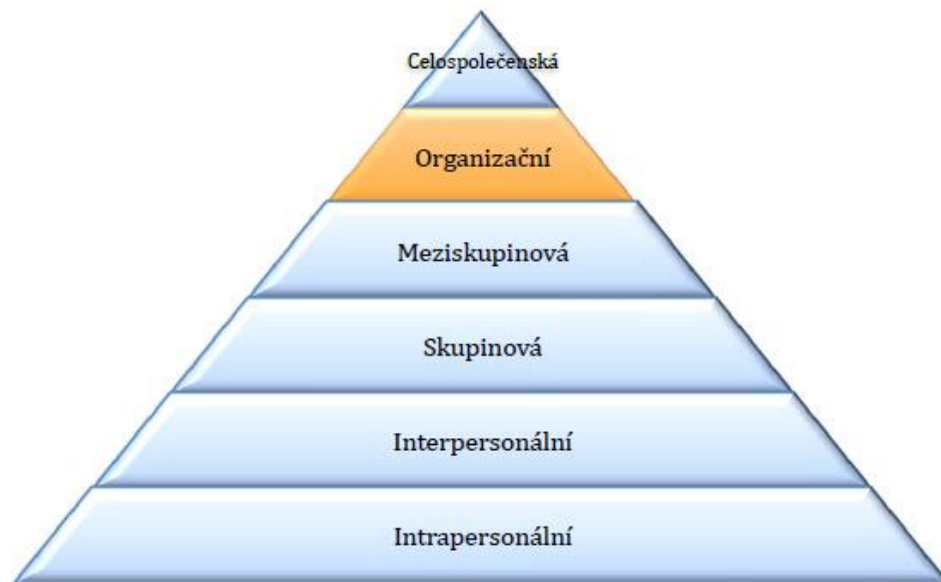 Celospolečenská
Organizační
Meziskupinová
Skupinová
Interpersonální
Intrapersonální